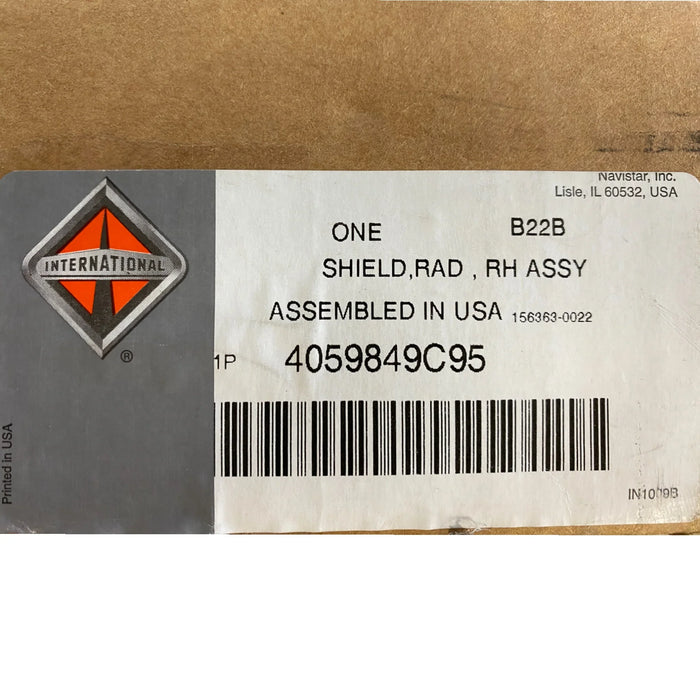 Navistar, Inc.
Lisle, IL 60532, USA
ONE B22B
SHIELD,RAD , RH ASSY
ASSEMBLED IN USA 156363-0022
1P 4059849C95
INTERNATIONAL
®
Printed in USA